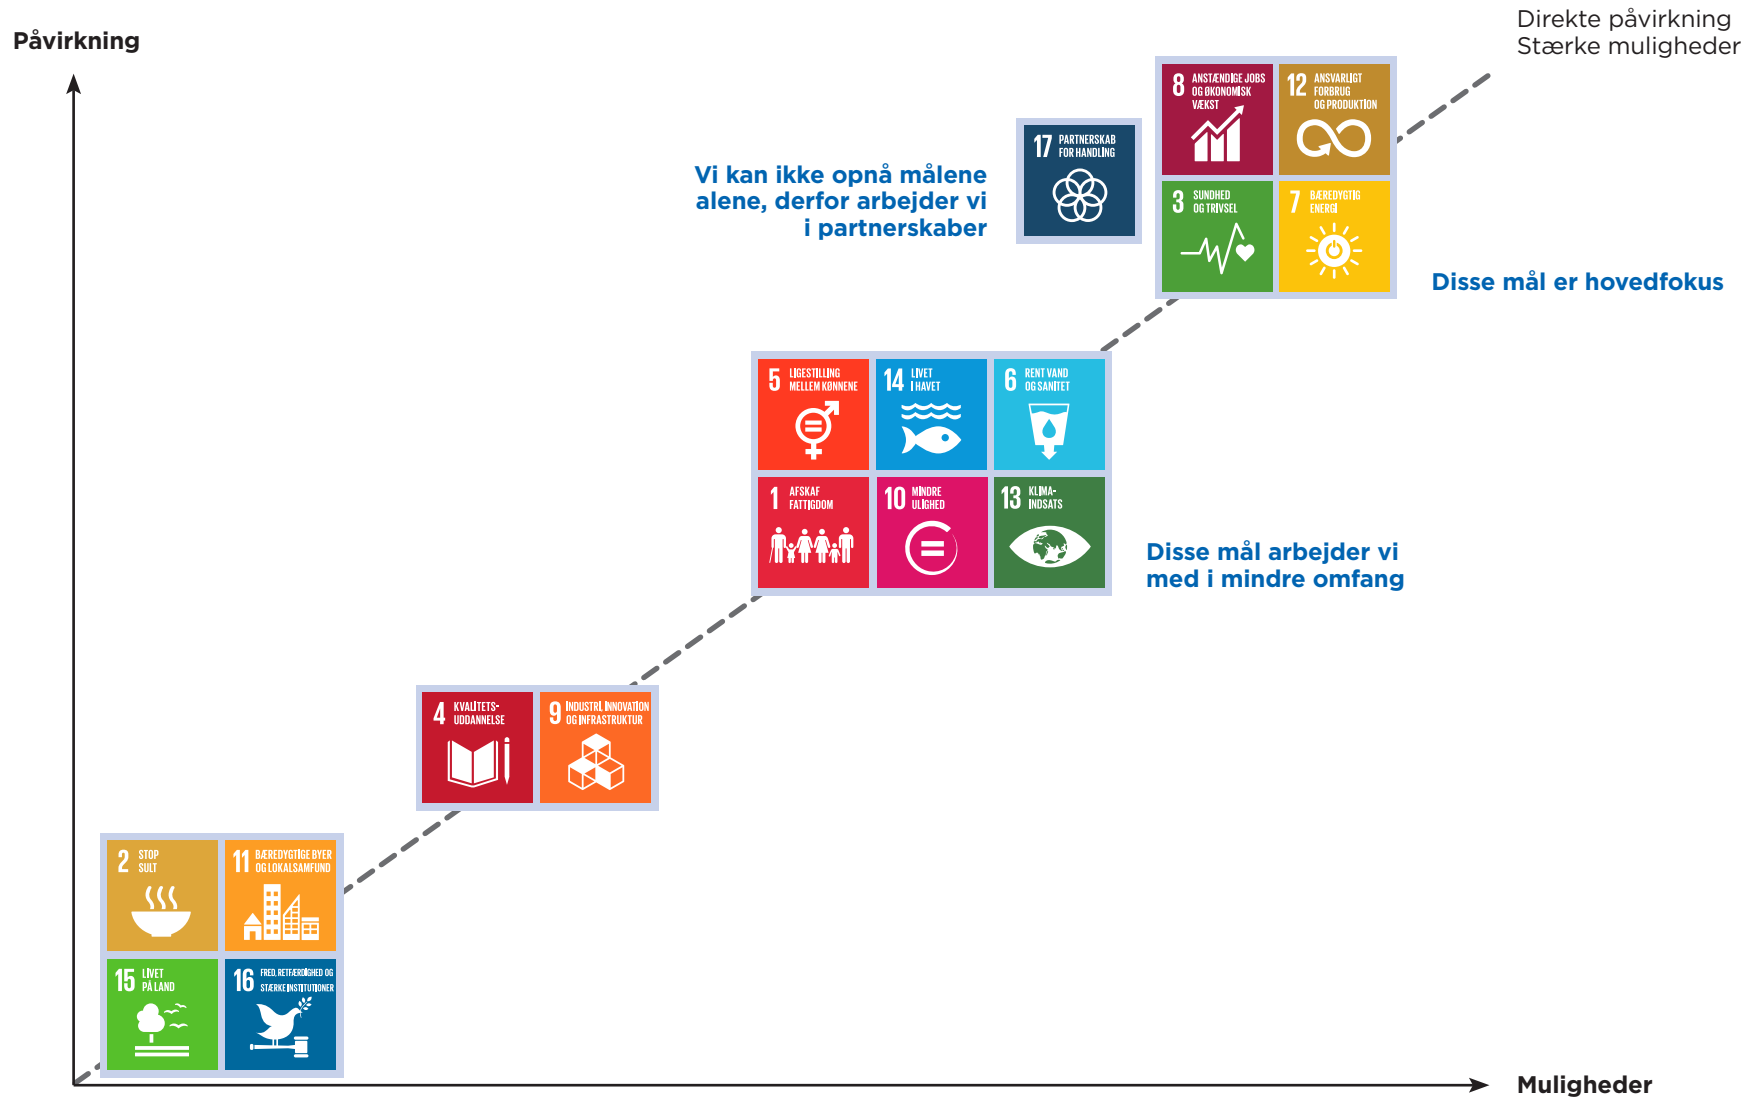 Påvirkning
Direkte påvirkning
Stærke muligheder
8 ANSTÆNDIGE JOBS
OG ØKONOMISK
VÆKST
12 ANSVARLIGT
FORBRUG
OG PRODUKTION
17 PARTNERSKAB
FOR HANDLING
Vi kan ikke opnå målene
alene, derfor arbejder vi
i partnerskaber
3 SUNDHED
OG TRIVSEL
7 BÆREDYGTIG
ENERGI
Disse mål er hovedfokus
5 LIGESTILLING
MELLEM KØNNENE
14 LIVET
I HAVET
6 RENT VAND
OG SANITET
1 AFSKAF
FATTIGDOM
10 MINDRE
ULIGHED
13 KLIMA-
INDSATS
Disse mål arbejder vi
med i mindre omfang
4 KVALITETS-
UDDANNELSE
9 INDUSTRI, INNOVATION
OG INFRASTRUKTUR
2 STOP
SULT
11 BÆREDYGTIGE BYER
OG LOKALSAMFUND
15 LIVET
PÅ LAND
16 FRED, RETFÆRDIGHED OG
STÆRKE INSTITUTIONER
Muligheder